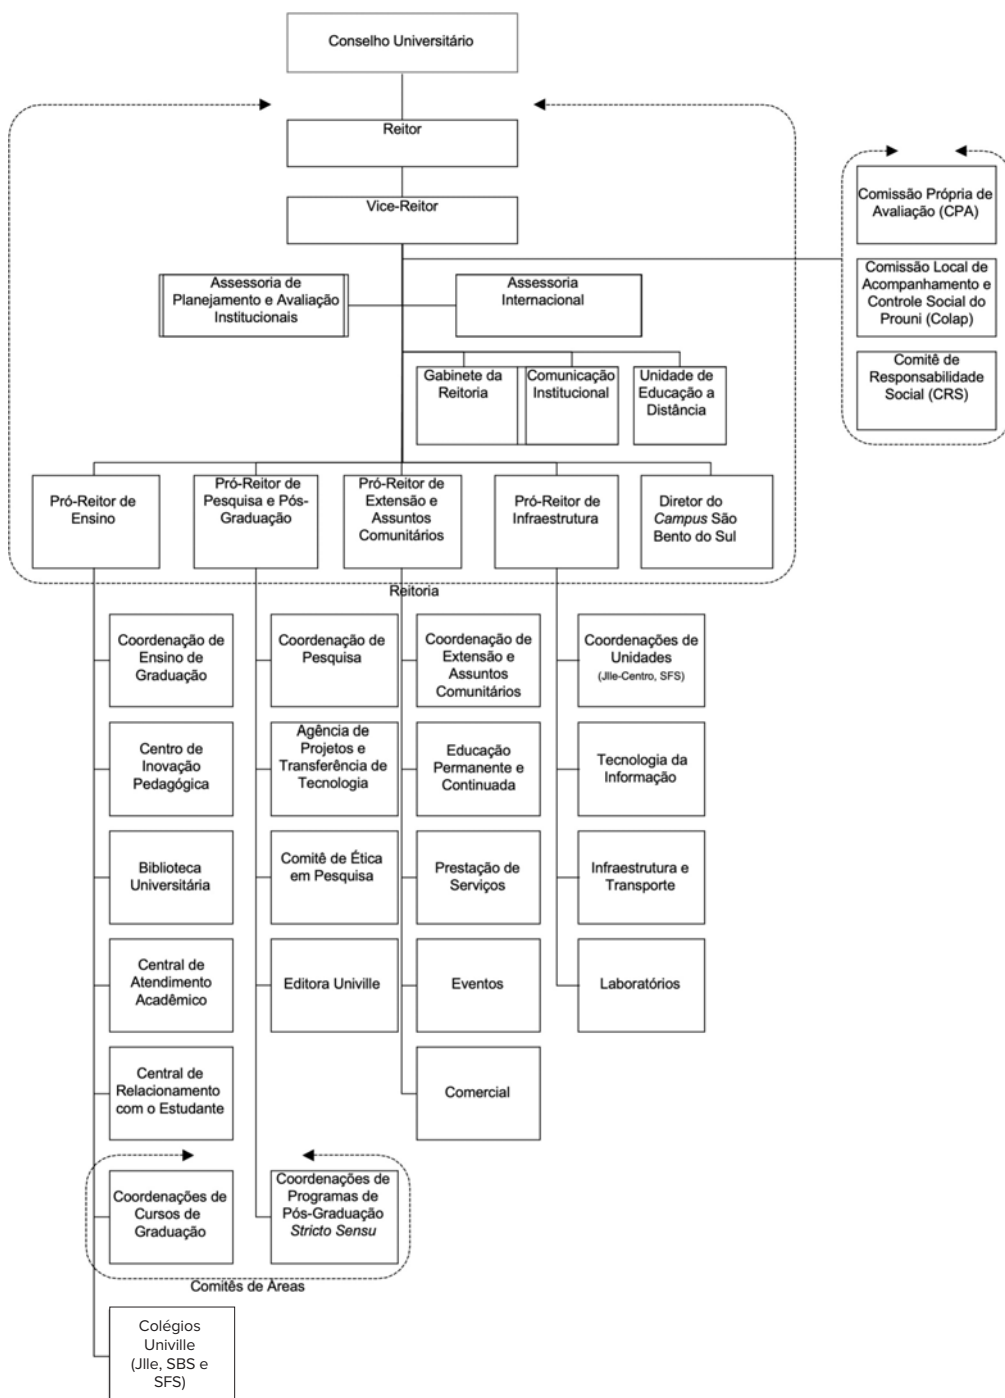 Conselho Universitário
Reitor
Vice-Reitor
Comissão Própria de
Avaliação (CPA)
Comissão Local de
Acompanhamento e
Controle Social do
Prouni (Colap)
Comitê de
Responsabilidade
Social (CRS)
Assessoria de
Planejamento e Avaliação
Institucionais
Assessoria
Internacional
Gabinete da
Reitoria
Comunicação
Institucional
Unidade de
Educação a
Distância
Pró-Reitor de
Ensino
Pró-Reitor de
Pesquisa e Pós-
Graduação
Pró-Reitor de
Extensão e
Assuntos
Comunitários
Pró-Reitor de
Infraestrutura
Diretor do
Campus São
Bento do Sul
Reitoria
Coordenação de
Ensino de
Graduação
Coordenação de
Pesquisa
Coordenação de
Extensão e
Assuntos
Comunitários
Coordenações de
Unidades
(Jlle-Centro, SFS)
Centro de
Inovação
Pedagógica
Agência de
Projetos e
Transferência de
Tecnologia
Educação
Permanente e
Continuada
Tecnologia da
Informação
Biblioteca
Universitária
Comitê de Ética
em Pesquisa
Prestação de
Serviços
Infraestrutura e
Transporte
Central de
Atendimento
Acadêmico
Editora Univille
Eventos
Laboratórios
Central de
Relacionamento
com o Estudante
Comercial
Coordenações de
Cursos de
Graduação
Coordenações de
Programas de
Pós-Graduação
Stricto Sensu
Comitês de Áreas
Colégios
Univille
(Jlle, SBS e
SFS)